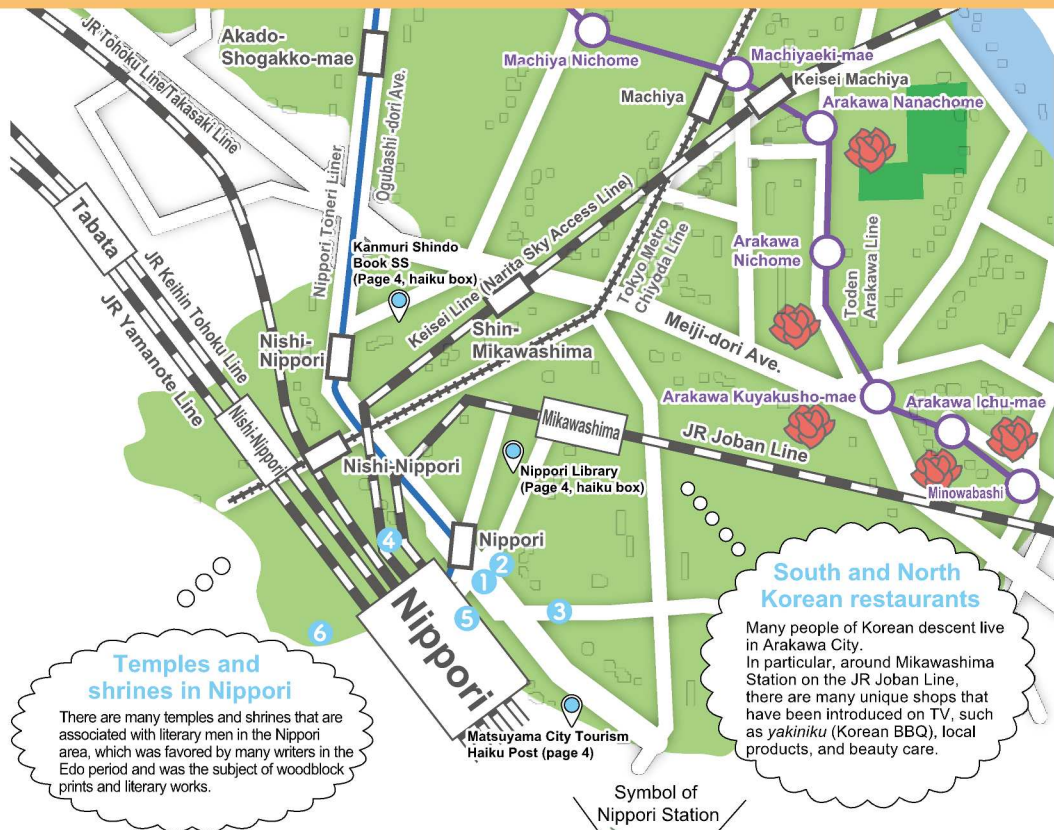 JR Tohoku Line/Takasaki Line
Akado-
Shogakko-mae
Ogubashi -dori Ave.
Nippori Toneri Liner
Machiya Nichome
Machiyaeki-mae
Keisei Machiya
Machiya
Arakawa Nanachome
Tabata
JR Keihin Tohoku Line
JR Yamanote Line
Kanmuri Shindo
Book SS
(Page 4, haiku box)
Keisei Line (Narita Sky Access Line)
Tokyo Metro
Chiyoda Line
Arakawa
Nichome
Toden
Arakawa Line
Nishi-
Nippori
Shin-
Mikawashima
Meiji-dori Ave.
Arakawa Kuyakusho-mae
Arakawa Ichu-mae
Nishi-Nippori
Nishi-Nippori
Mikawashima
JR Joban Line
Minowabashi
Nippori Library
(Page 4, haiku box)
Nippori
4
2
1
3
5
6
Nippori
Matsuyama City Tourism
Haiku Post (page 4)
Temples and
shrines in Nippori
There are many temples and shrines that are
associated with literary men in the Nippori
area, which was favored by many writers in the
Edo period and was the subject of woodblock
prints and literary works.
South and North
Korean restaurants
Many people of Korean descent live
in Arakawa City.
In particular, around Mikawashima
Station on the JR Joban Line,
there are many unique shops that
have been introduced on TV, such
as yakiniku (Korean BBQ), local
products, and beauty care.
Symbol of
Nippori Station